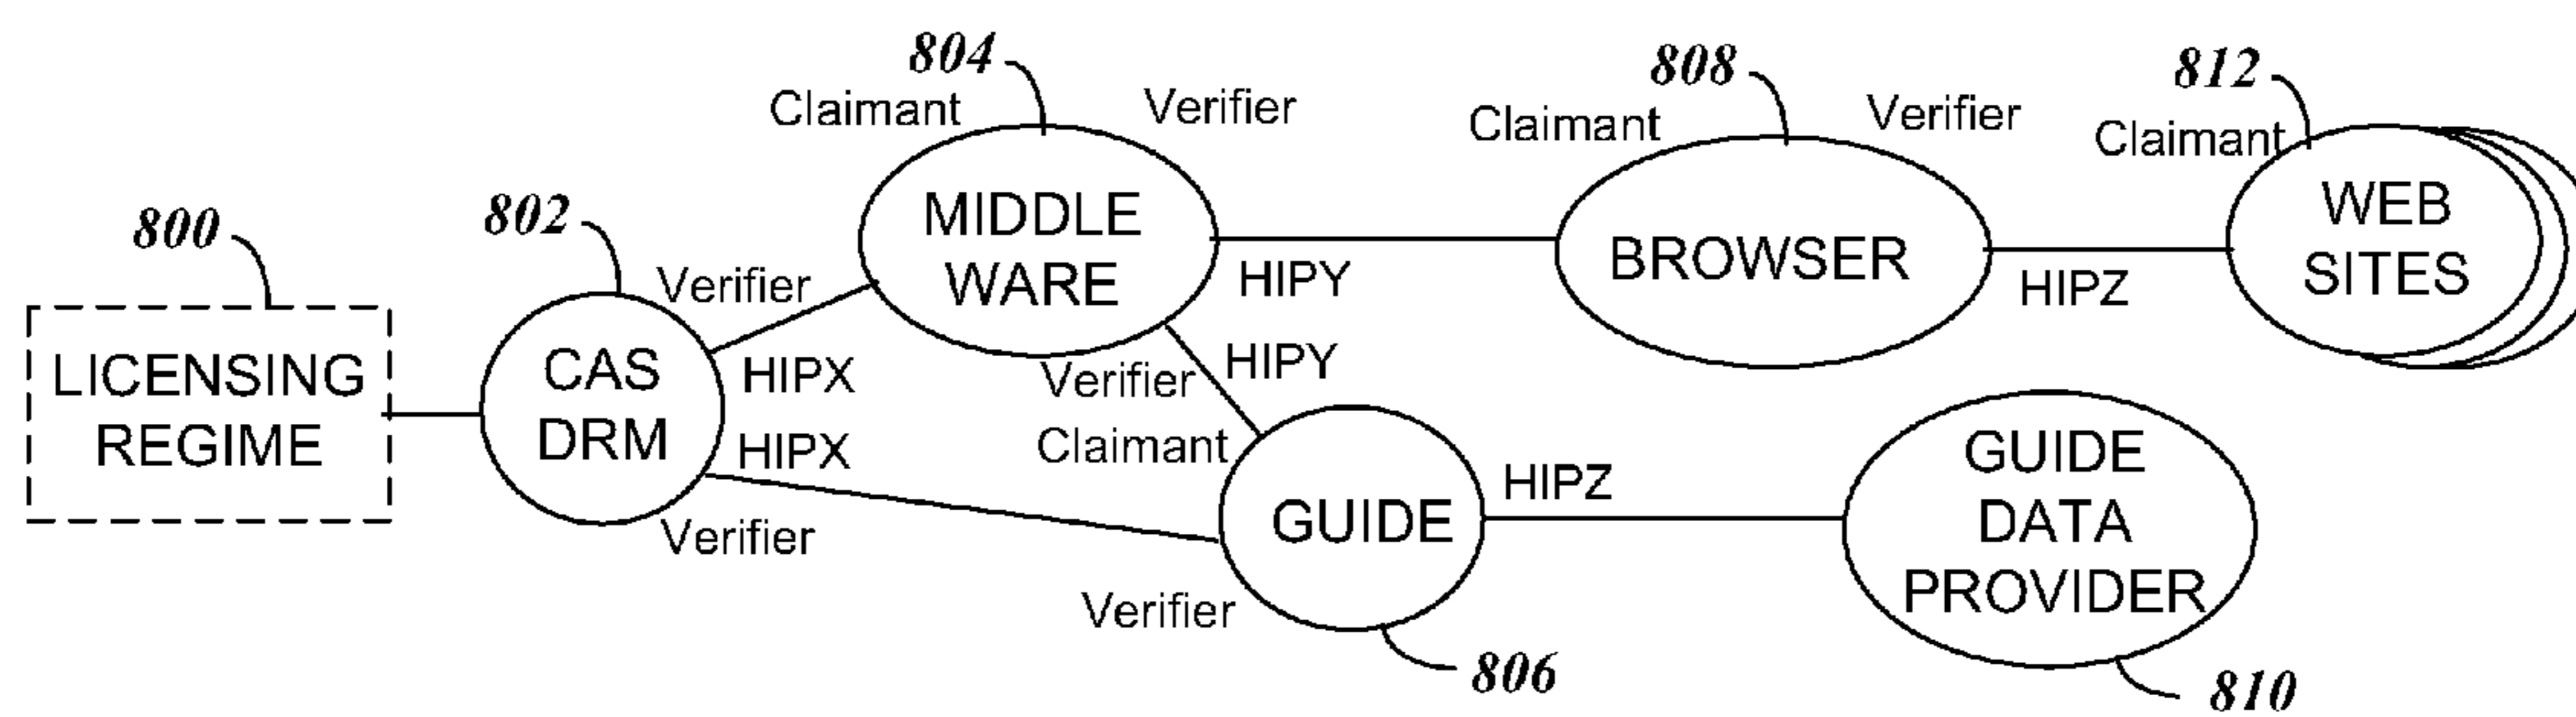 804
808
812
Claimant
Verifier
Claimant
Verifier
Claimant
800
802
MIDDLE
WARE
BROWSER
WEB
SITES
Verifier
HIPY
HIPZ
LICENSING
REGIME
CAS
DRM
HIPX
HIPX
Verifier
HIPY
Claimant
Verifier
GUIDE
HIPZ
GUIDE
DATA
PROVIDER
Verifier
806
810